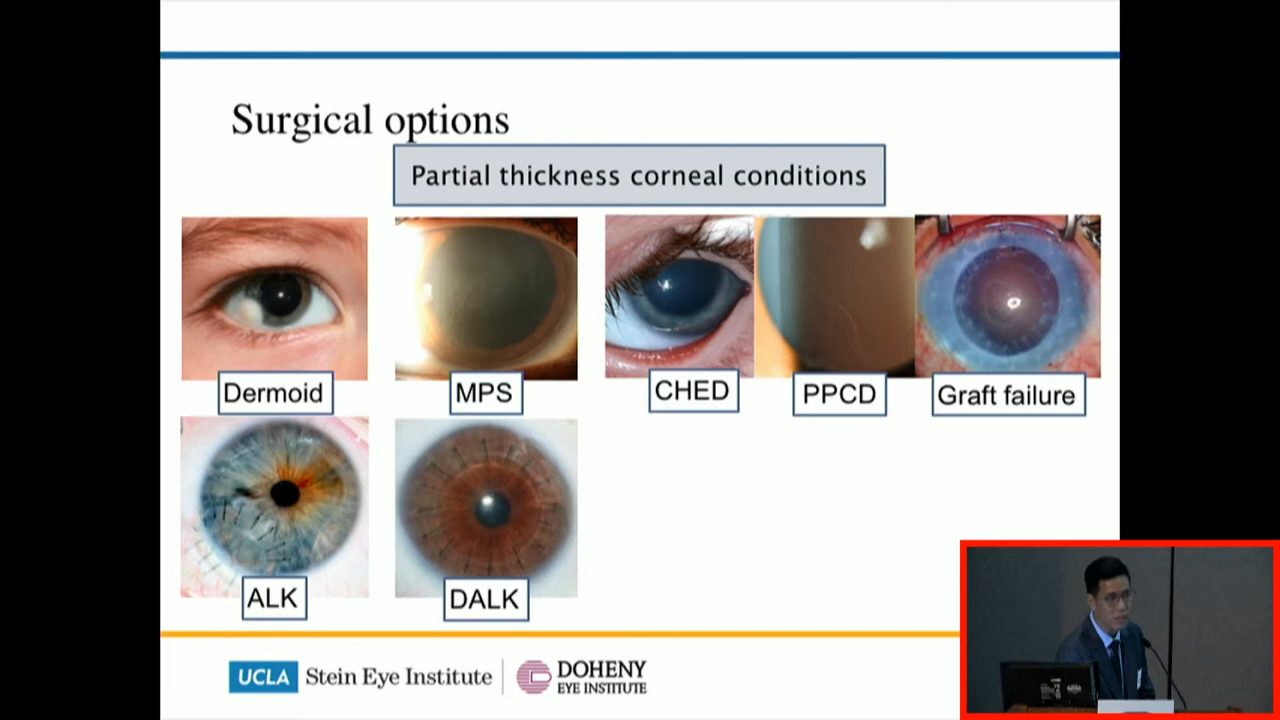 Surgical options
Partial thickness corneal conditions
Dermoid
MPS
CHED
PPCD
Graft failure
ALK
DALK
UCLA Stein Eye Institute
DOHENY
EYE INSTITUTE